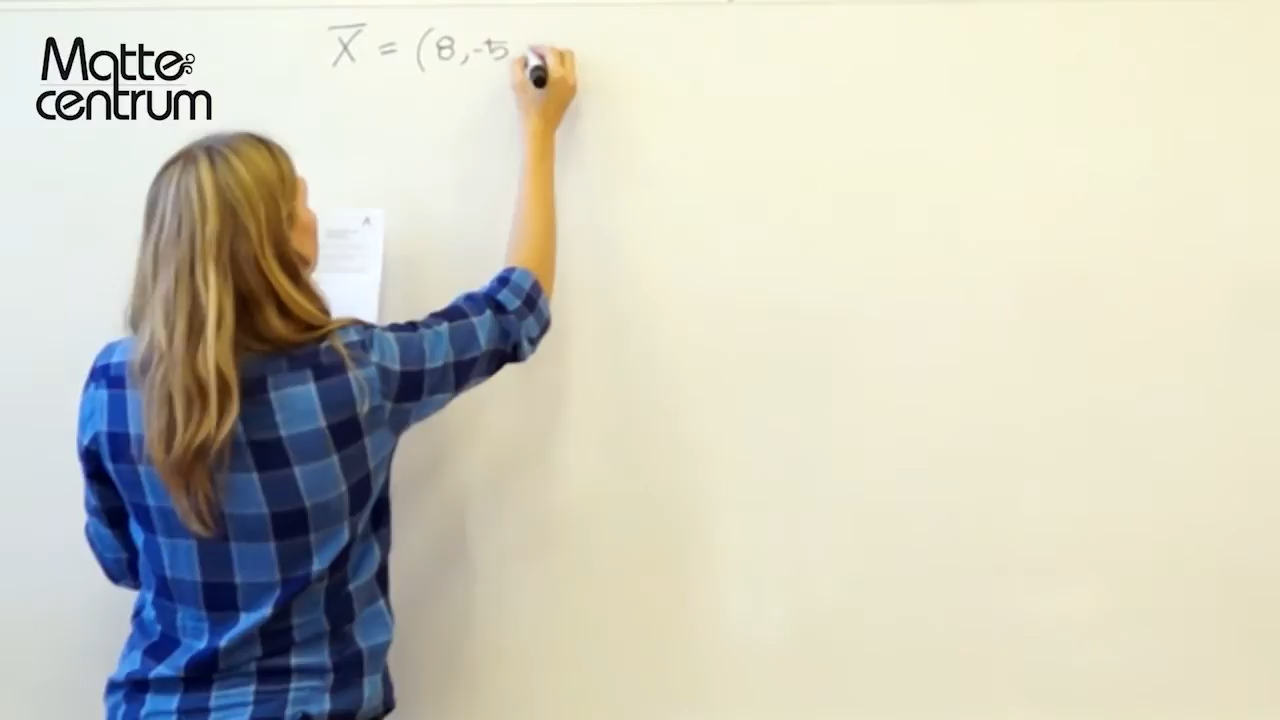 Matte
centrum
X̅ = (8,-5
A